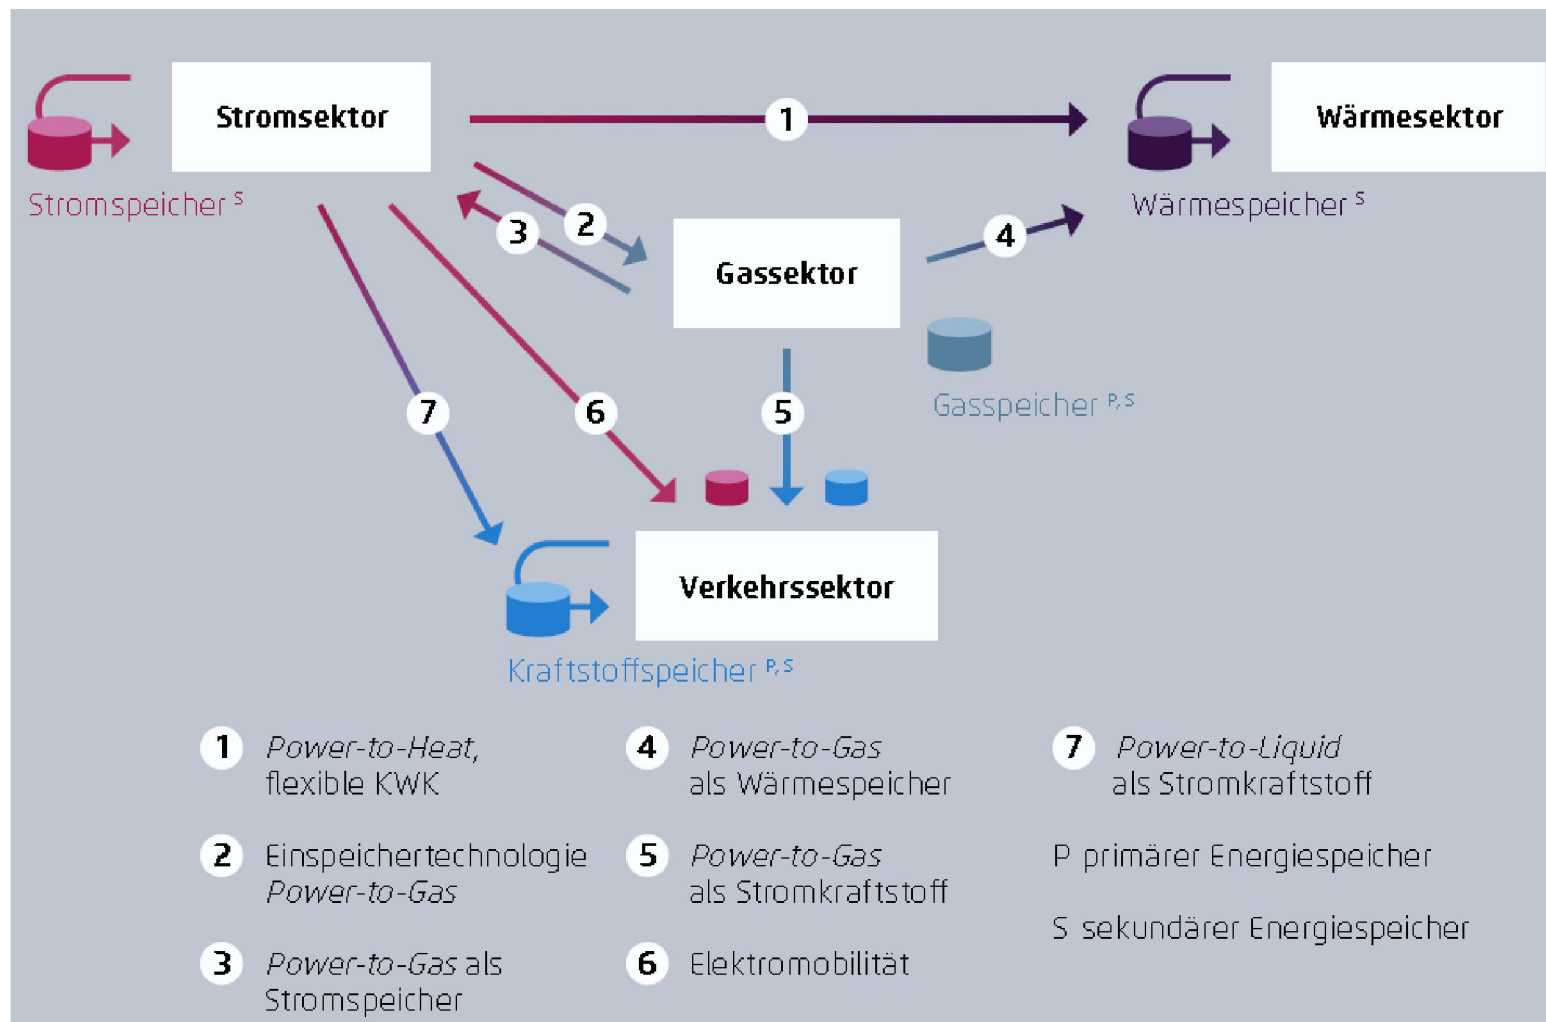 Stromsektor
1
Wärmesektor
Stromspeicher S
Wärmespeicher S
2
3
4
Gassektor
Gasspeicher P, S
7
6
5
Verkehrssektor
Kraftstoffspeicher P, S
1 Power-to-Heat,
flexible KWK
2 Einspeichertechnologie
Power-to-Gas
3 Power-to-Gas als
Stromspeicher
4 Power-to-Gas
als Wärmespeicher
5 Power-to-Gas
als Stromkraftstoff
6 Elektromobilität
7 Power-to-Liquid
als Stromkraftstoff
P primärer Energiespeicher
S sekundärer Energiespeicher